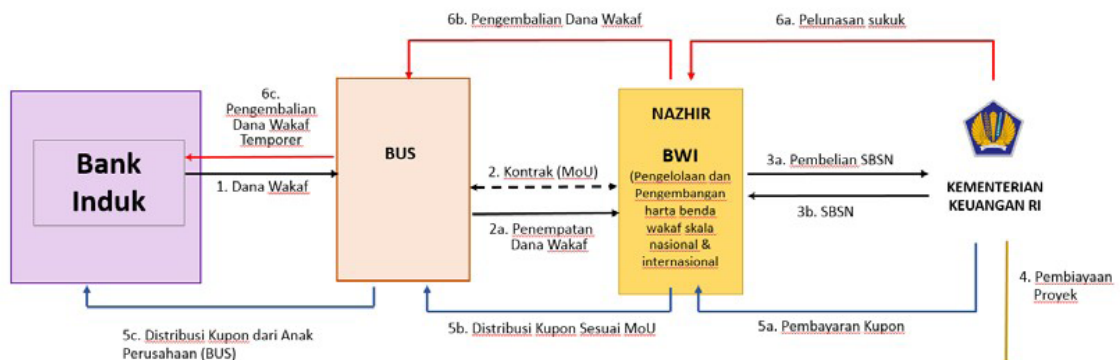 6b. Pengembalian Dana Wakaf
6a. Pelunasan sukuk
6c.
Pengembalian
Dana Wakaf
Temporer
Bank
Induk
1. Dana Wakaf
BUS
2. Kontrak (MoU)
2a. Penempatan
Dana Wakaf
NAZHIR
BWI
(Pengelolaan dan
Pengembangan
harta benda
wakaf skala
nasional &
internasional
3a. Pembelian SBSN
3b. SBSN
KEMENTERIAN
KEUANGAN RI
4. Pembiayaan
Proyek
5c. Distribusi Kupon dari Anak
Perusahaan (BUS)
5b. Distribusi Kupon Sesuai MoU
5a. Pembayaran Kupon